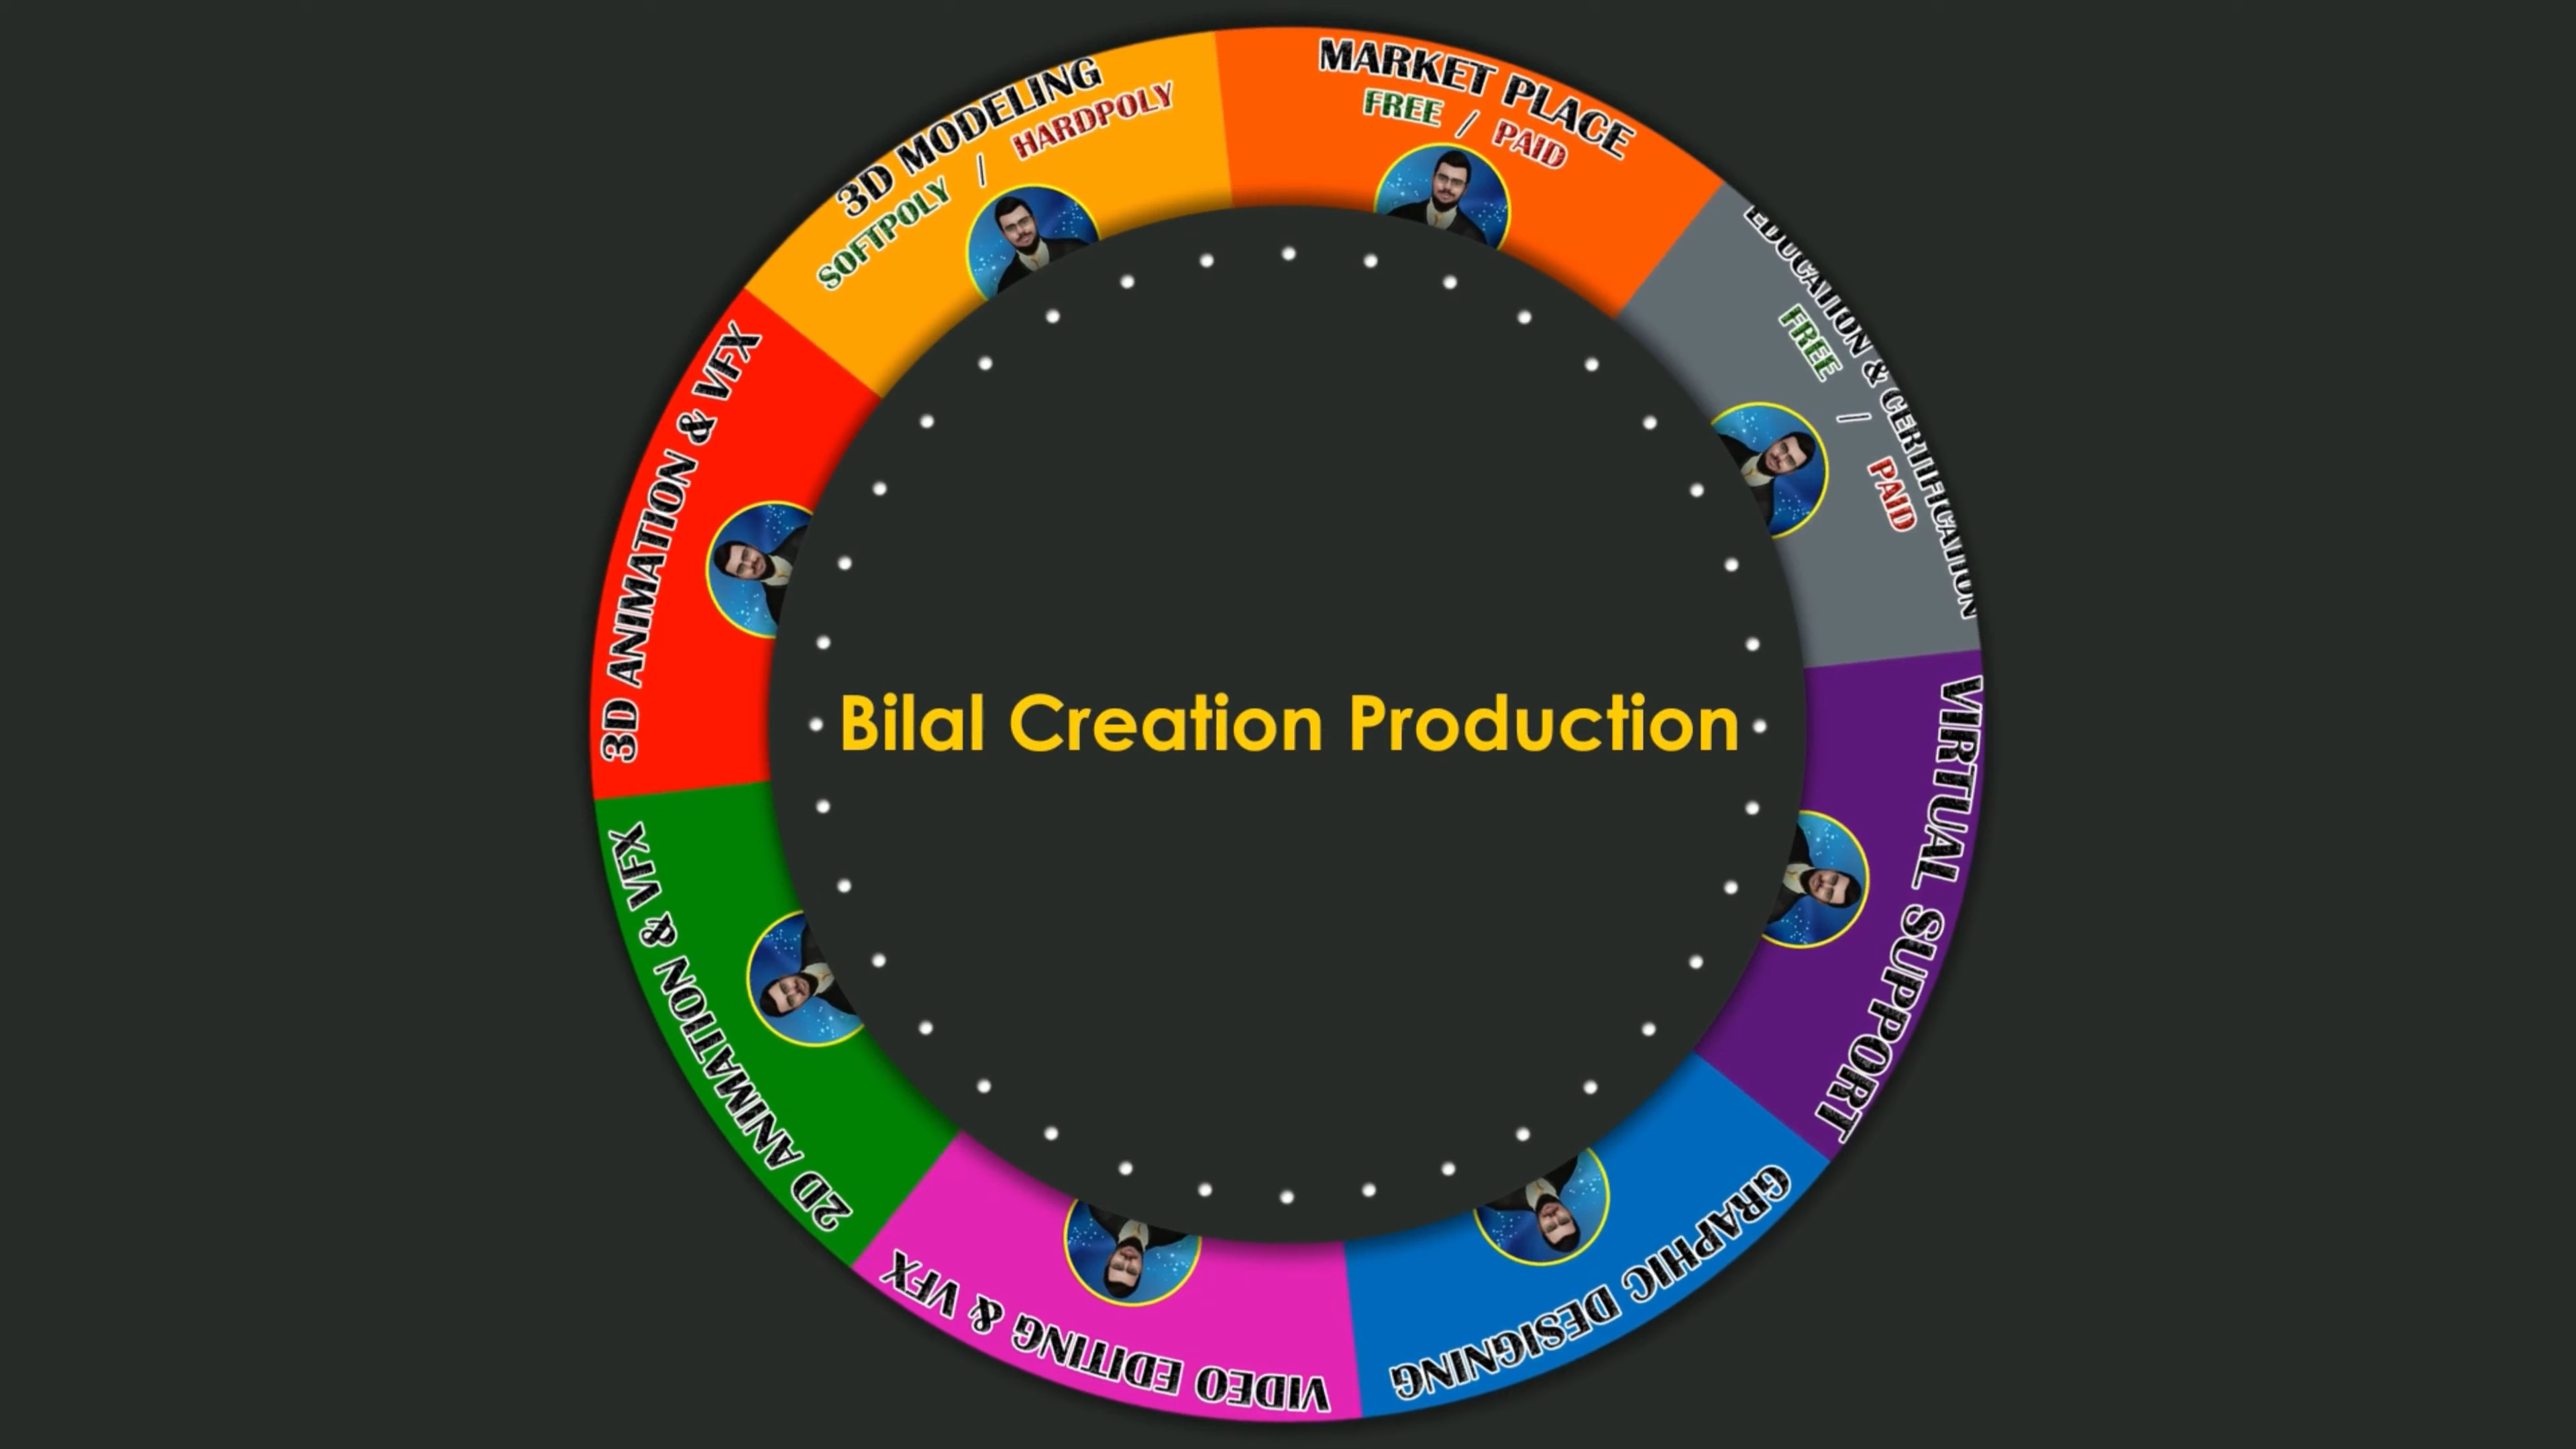 MARKET PLACE
FREE / PAID
EDUCATION & CERTIFICATION
FREE / PAID
VIRTUAL SUPPORT
GRAPHIC DESIGNING
VIDEO EDITING & VFX
2D ANIMATION & VFX
3D ANIMATION & VFX
3D MODELING
SOFTPOLY / HARDPOLY
Bilal Creation Production